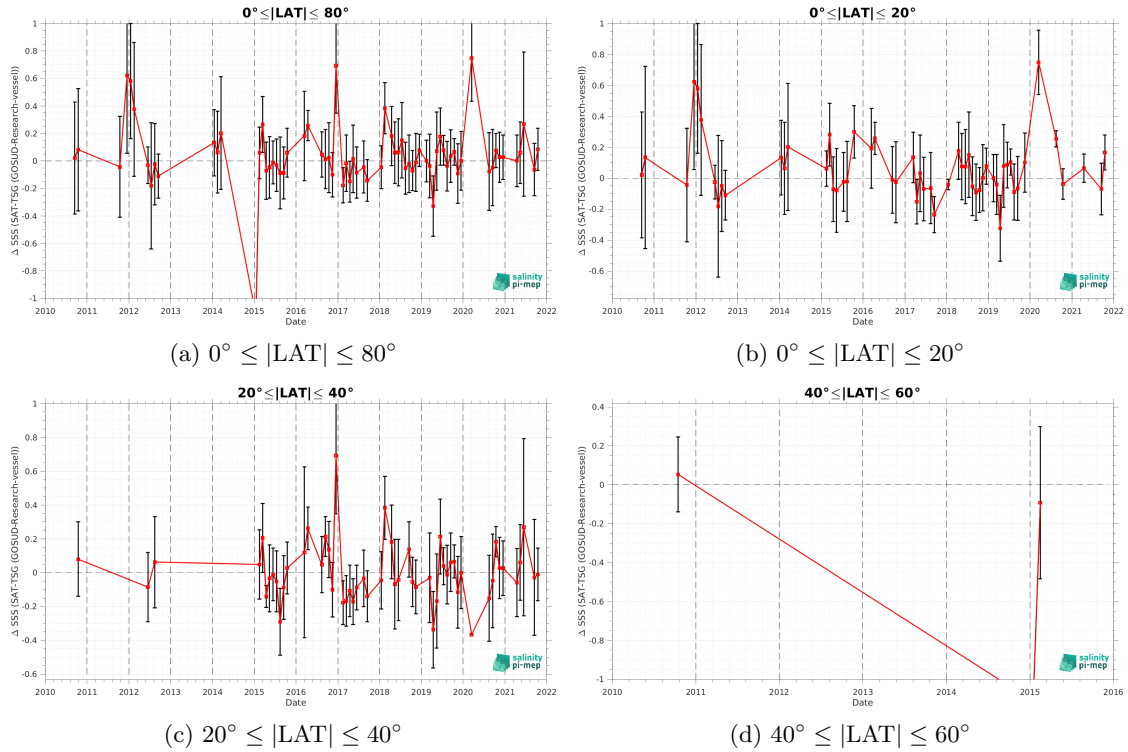 0°≤|LAT|≤ 80°
1
0.8
0.6
0.4
0.2
0
-0.2
-0.4
-0.6
-0.8
-1
Δ SSS (SAT-TSG (GOSUD-Research-vessel))
2010 2011 2012 2013 2014 2015 2016 2017 2018 2019 2020 2021 2022
Date
salinity
pi-mep
(a) 0° ≤ |LAT| ≤ 80°
0°≤|LAT|≤ 20°
1
0.8
0.6
0.4
0.2
0
-0.2
-0.4
-0.6
Δ SSS (SAT-TSG (GOSUD-Research-vessel))
2010 2011 2012 2013 2014 2015 2016 2017 2018 2019 2020 2021 2022
Date
salinity
pi-mep
(b) 0° ≤ |LAT| ≤ 20°
20°≤|LAT|≤ 40°
1
0.8
0.6
0.4
0.2
0
-0.2
-0.4
-0.6
Δ SSS (SAT-TSG (GOSUD-Research-vessel))
2010 2011 2012 2013 2014 2015 2016 2017 2018 2019 2020 2021 2022
Date
salinity
pi-mep
(c) 20° ≤ |LAT| ≤ 40°
40°≤|LAT|≤ 60°
0.4
0.2
0
-0.2
-0.4
-0.6
-0.8
-1
Δ SSS (SAT-TSG (GOSUD-Research-vessel))
2010 2011 2012 2013 2014 2015 2016
Date
salinity
pi-mep
(d) 40° ≤ |LAT| ≤ 60°